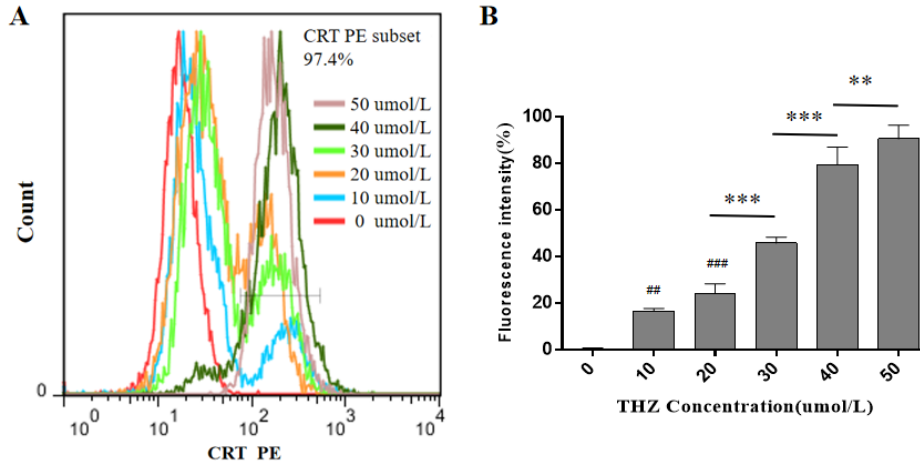 A
CRT PE subset
97.4%
50 umol/L
40 umol/L
30 umol/L
20 umol/L
10 umol/L
0 umol/L
Count
0
10^0 10^1 10^2 10^3 10^4
CRT PE
B
Fluorescence intensity(%)
100
80
60
40
20
0
##
###
***
***
**
0 10 20 30 40 50
THZ Concentration(umol/L)